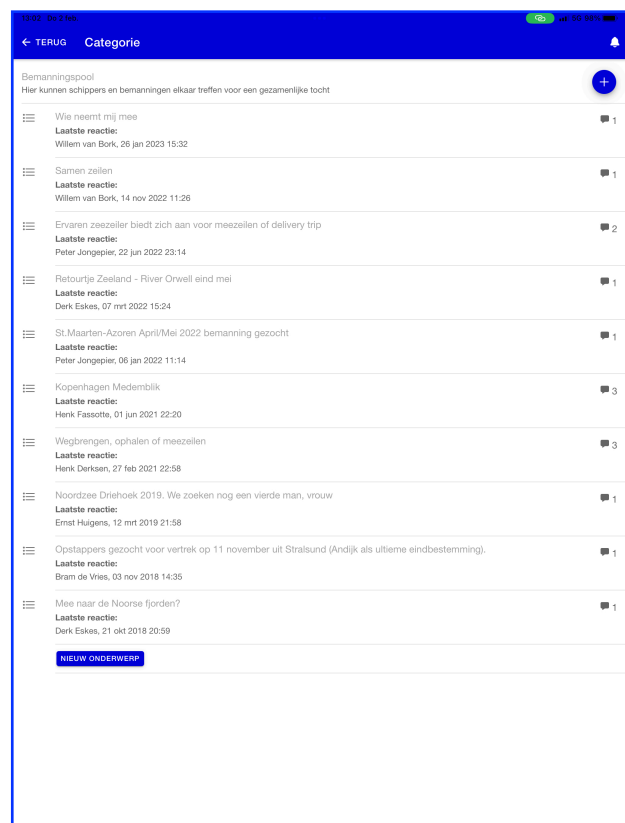 ← TERUG Categorie
Bemanningspool
Hier kunnen schippers en bemanningen elkaar treffen voor een gezamenlijke tocht
Wie neemt mij mee 1
Laatste reactie:
Willem van Bork, 26 jan 2023 15:32
Samen zeilen 1
Laatste reactie:
Willem van Bork, 14 nov 2022 11:26
Ervaren zeezeiler biedt zich aan voor meezeilen of delivery trip 2
Laatste reactie:
Peter Jongepier, 22 jun 2022 23:14
Retourtje Zeeland - River Orwell eind mei 1
Laatste reactie:
Derk Eskes, 07 mrt 2022 15:24
St.Maarten-Azoren April/Mei 2022 bemanning gezocht 1
Laatste reactie:
Peter Jongepier, 06 jan 2022 11:14
Kopenhagen Medemblik 3
Laatste reactie:
Henk Fassotte, 01 jun 2021 22:20
Wegbrengen, ophalen of meezeilen 3
Laatste reactie:
Henk Derksen, 27 feb 2021 22:58
Noordzee Driehoek 2019. We zoeken nog een vierde man, vrouw 1
Laatste reactie:
Ernst Huigens, 12 mrt 2019 21:58
Opstappers gezocht voor vertrek op 11 november uit Stralsund (Andijk als ultieme eindbestemming). 1
Laatste reactie:
Bram de Vries, 03 nov 2018 14:35
Mee naar de Noorse fjorden? 1
Laatste reactie:
Derk Eskes, 21 okt 2018 20:59
NIEUW ONDERWERP